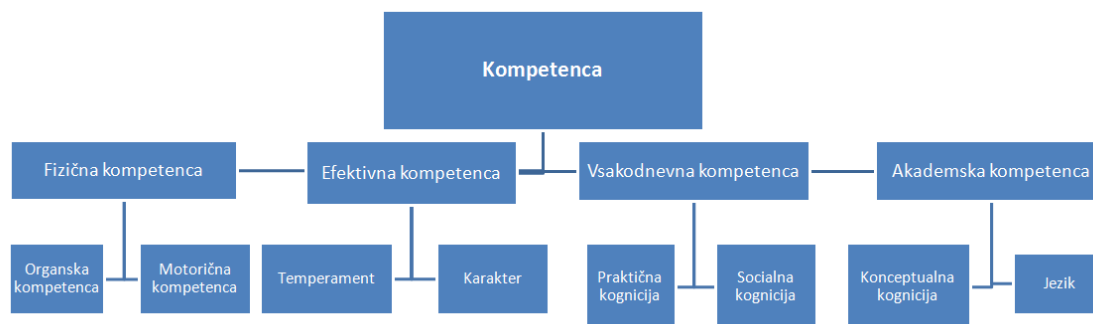 Kompetenca
Fizična kompetenca
Efektivna kompetenca
Vsakodnevna kompetenca
Akademska kompetenca
Organska
kompetenca
Motorična
kompetenca
Temperament
Karakter
Praktična
kognicija
Socialna
kognicija
Konceptualna
kognicija
Jezik